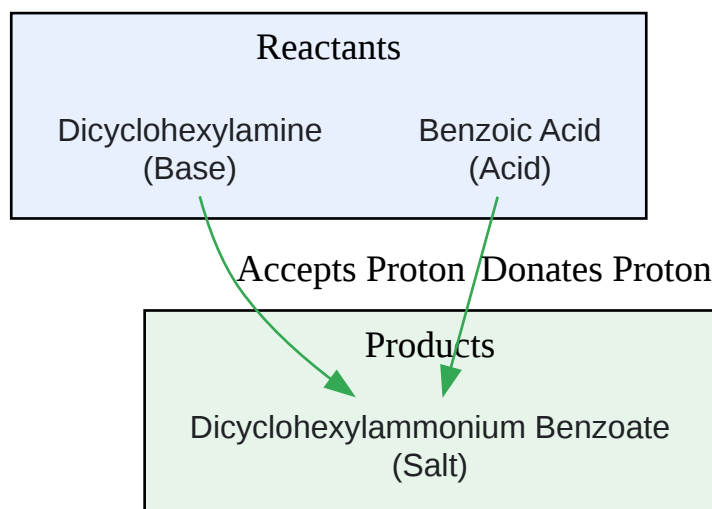 Reactants
Dicyclohexylamine
(Base)
Benzoic Acid
(Acid)
Accepts Proton
Donates Proton
Products
Dicyclohexylammonium Benzoate
(Salt)